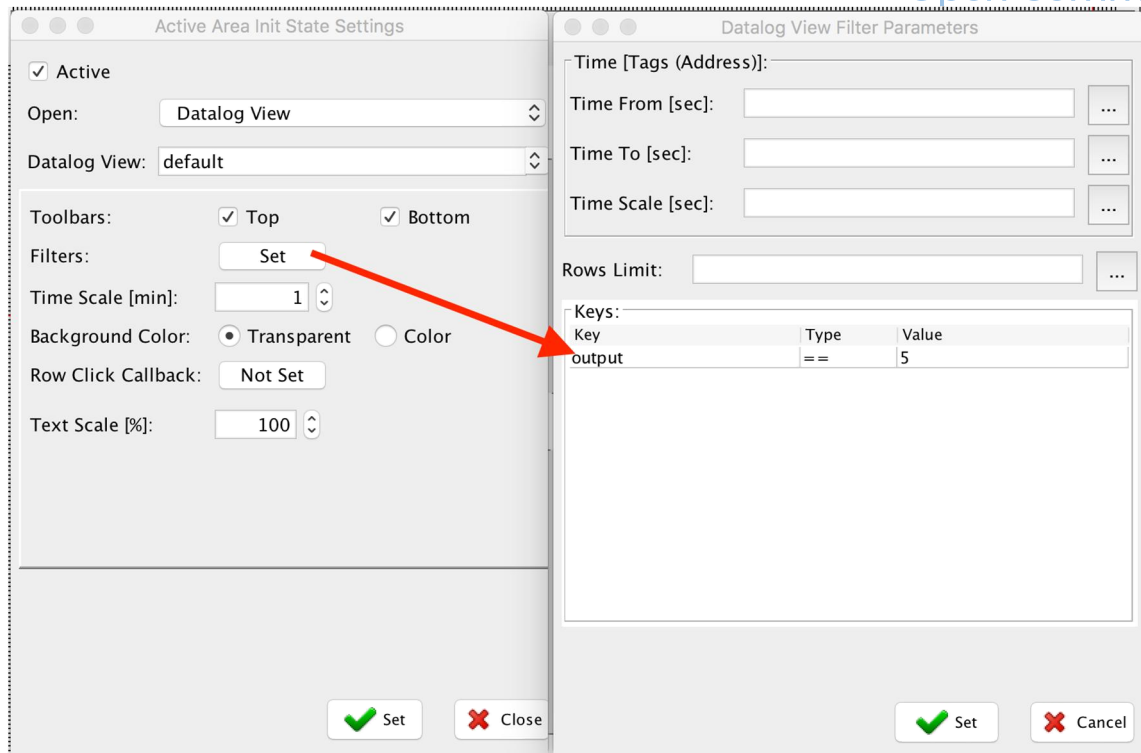 Active Area Init State Settings
Active
Open: Datalog View
Datalog View: default
Toolbars: Top Bottom
Filters: Set
Time Scale [min]: 1
Background Color: Transparent Color
Row Click Callback: Not Set
Text Scale [%]: 100
Set Close
Datalog View Filter Parameters
Time [Tags (Address)]:
Time From [sec]: ...
Time To [sec]: ...
Time Scale [sec]: ...
Rows Limit: ...
Keys:
Key Type Value
output == 5
Set Cancel